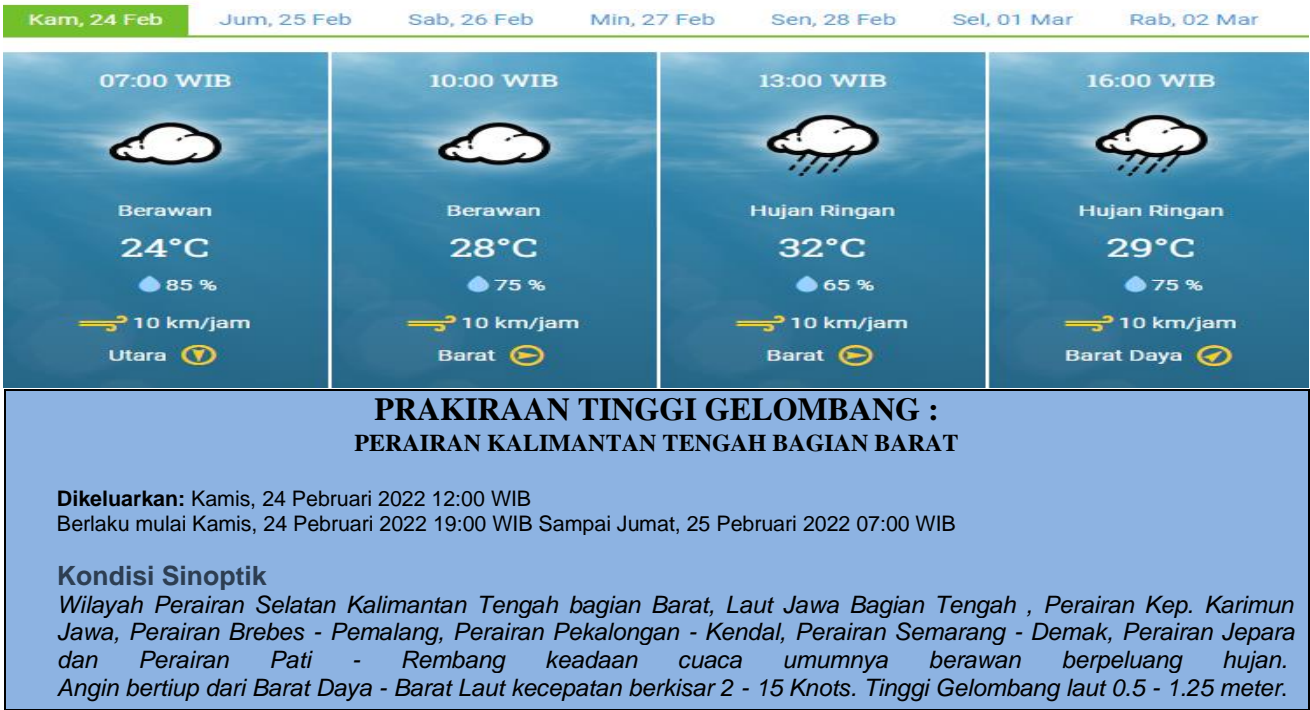 Kam, 24 Feb Jum, 25 Feb Sab, 26 Feb Min, 27 Feb Sen, 28 Feb Sel, 01 Mar Rab, 02 Mar
07:00 WIB 10:00 WIB 13:00 WIB 16:00 WIB
Berawan Berawan Hujan Ringan Hujan Ringan
24°C 28°C 32°C 29°C
85 % 75 % 65 % 75 %
10 km/jam 10 km/jam 10 km/jam 10 km/jam
Utara Barat Barat Barat Daya
PRAKIRAAN TINGGI GELOMBANG :
PERAIRAN KALIMANTAN TENGAH BAGIAN BARAT
Dikeluarkan: Kamis, 24 Pebruari 2022 12:00 WIB
Berlaku mulai Kamis, 24 Pebruari 2022 19:00 WIB Sampai Jumat, 25 Pebruari 2022 07:00 WIB
Kondisi Sinoptik
Wilayah Perairan Selatan Kalimantan Tengah bagian Barat, Laut Jawa Bagian Tengah , Perairan Kep. Karimun
Jawa, Perairan Brebes - Pemalang, Perairan Pekalongan - Kendal, Perairan Semarang - Demak, Perairan Jepara
dan Perairan Pati - Rembang keadaan cuaca umumnya berawan berpeluang hujan.
Angin bertiup dari Barat Daya - Barat Laut kecepatan berkisar 2 - 15 Knots. Tinggi Gelombang laut 0.5 - 1.25 meter.